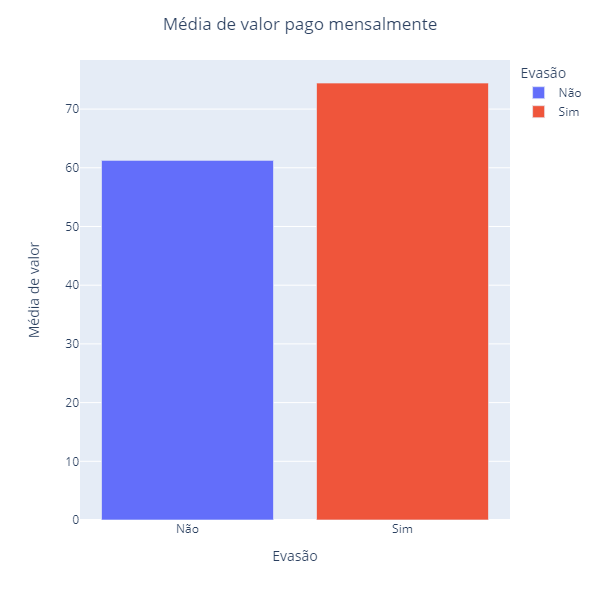 Média de valor pago mensalmente
Evasão
Não
Sim
Média de valor
70
60
50
40
30
20
10
0
Não
Sim
Evasão